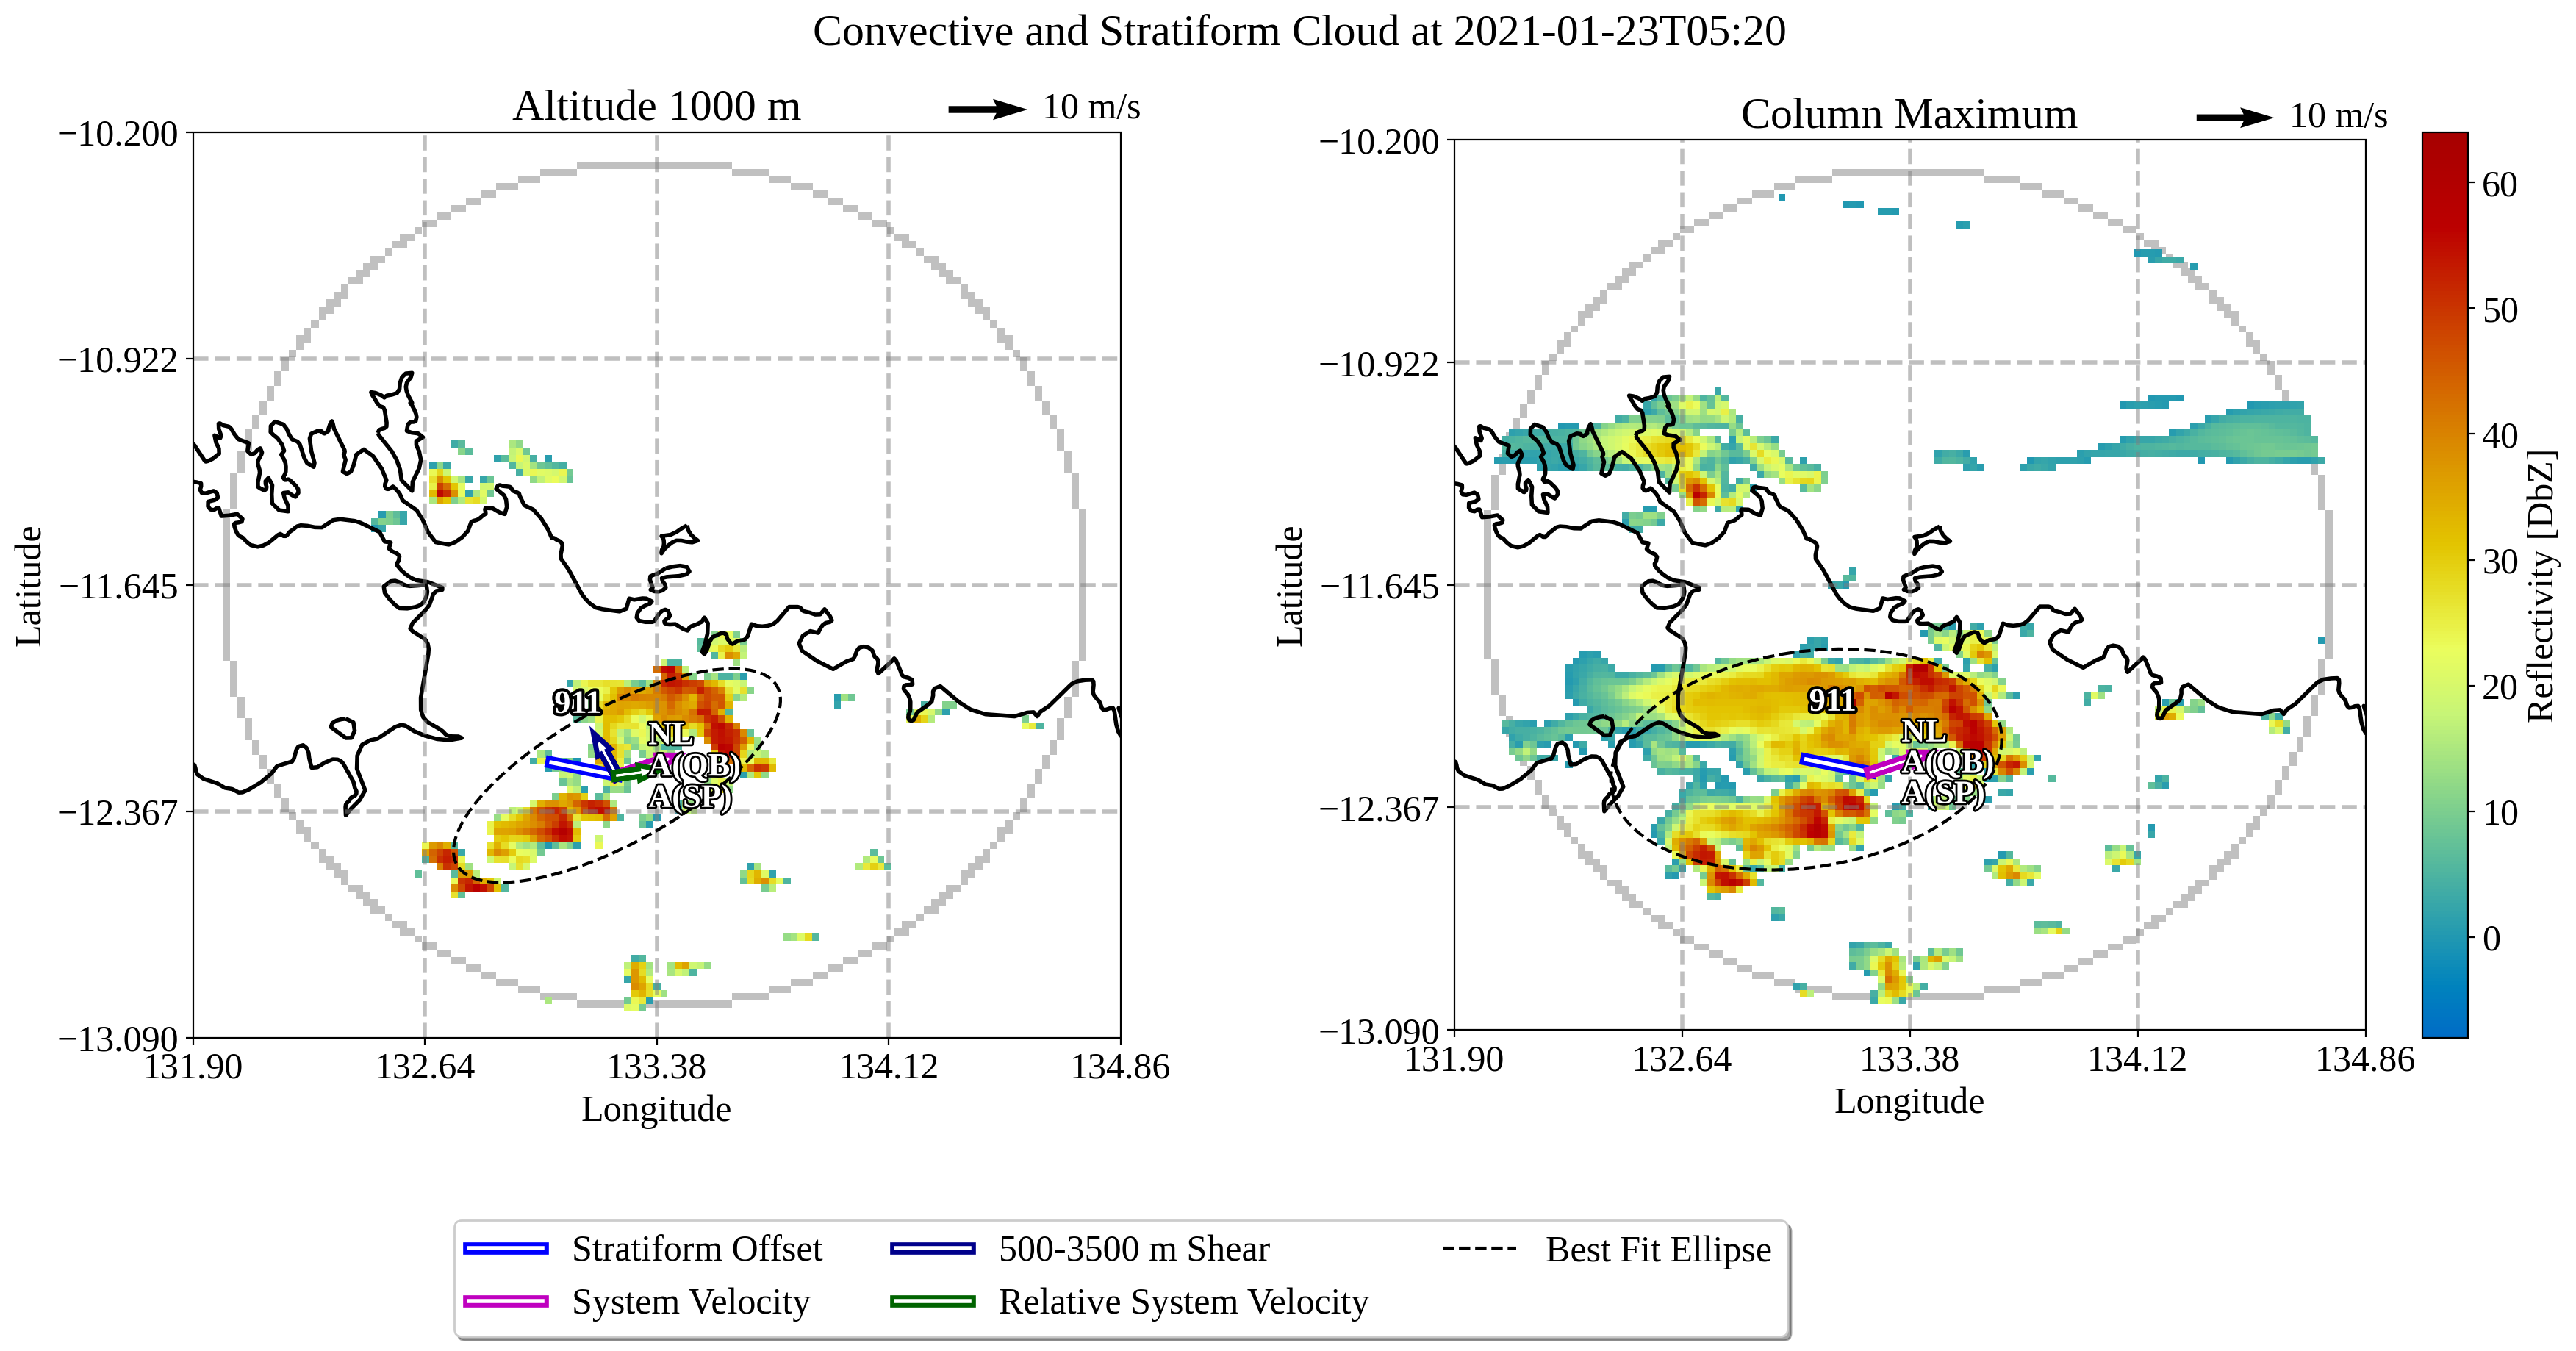 Convective and Stratiform Cloud at 2021-01-23T05:20
Altitude 1000 m
10 m/s
−10.200
−10.922
−11.645
−12.367
−13.090
Latitude
131.90
132.64
133.38
134.12
134.86
Longitude
911
NL
A(QB)
A(SP)
Column Maximum
10 m/s
−10.200
−10.922
−11.645
−12.367
−13.090
Latitude
131.90
132.64
133.38
134.12
134.86
Longitude
911
NL
A(QB)
A(SP)
60
50
40
30
20
10
0
Reflectivity [DbZ]
Stratiform Offset
System Velocity
500-3500 m Shear
Relative System Velocity
Best Fit Ellipse